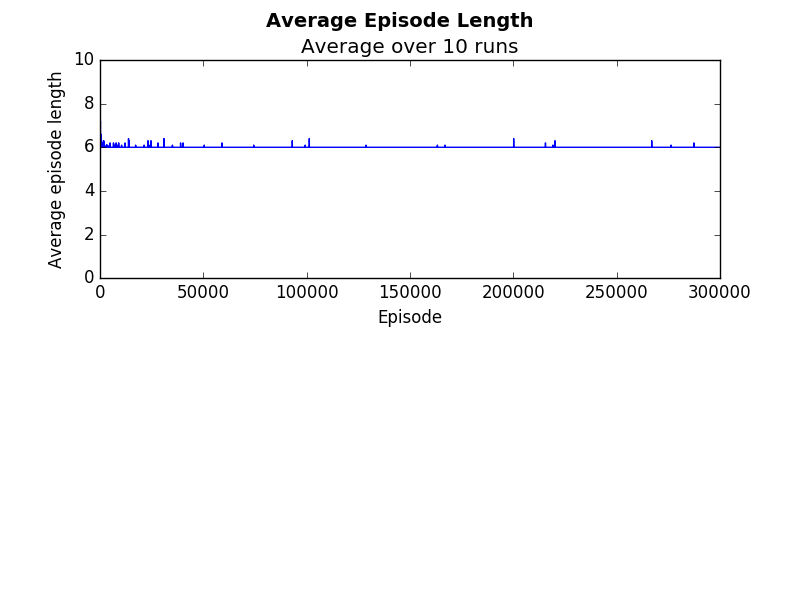 Average Episode Length
Average over 10 runs
10
8
6
4
2
0
Average episode length
0 50000 100000 150000 200000 250000 300000
Episode